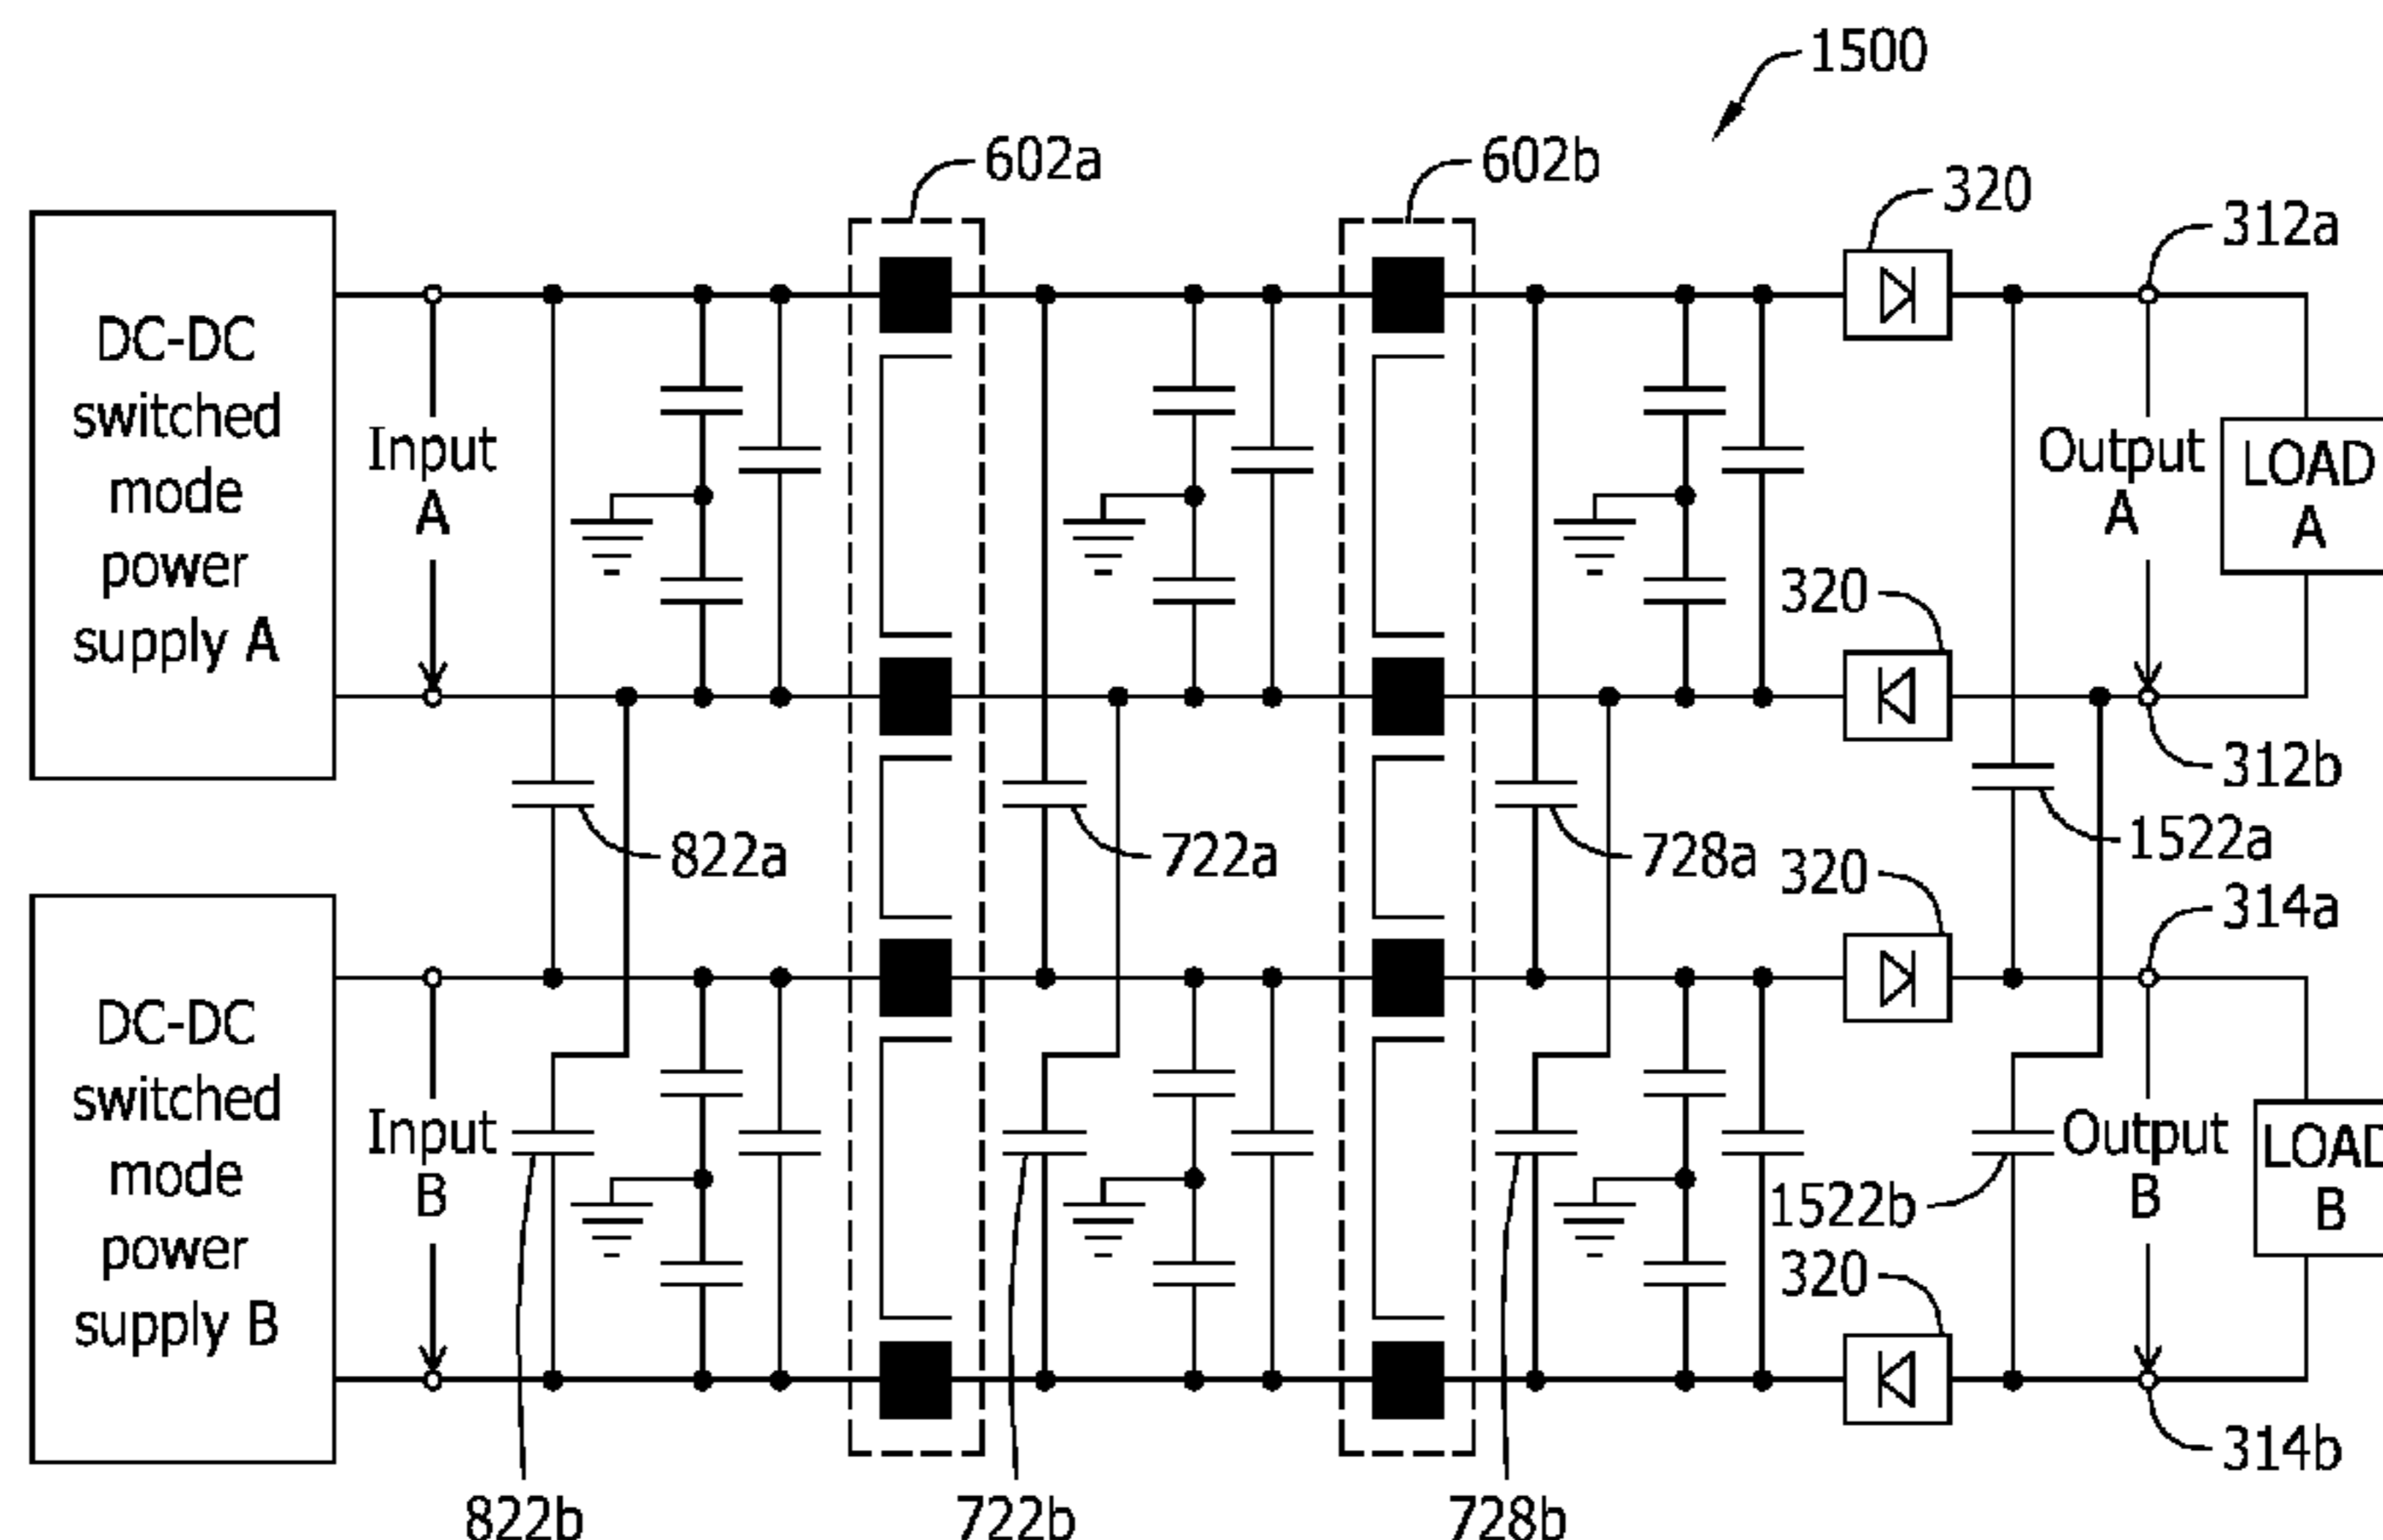 1500
602a
602b
320
312a
DC-DC
switched
mode
power
supply A
Input
A
Output
A
LOAD
A
320
312b
822a
722a
728a
1522a
320
314a
DC-DC
switched
mode
power
supply B
Input
B
Output
B
LOAD
B
1522b
320
314b
822b
722b
728b